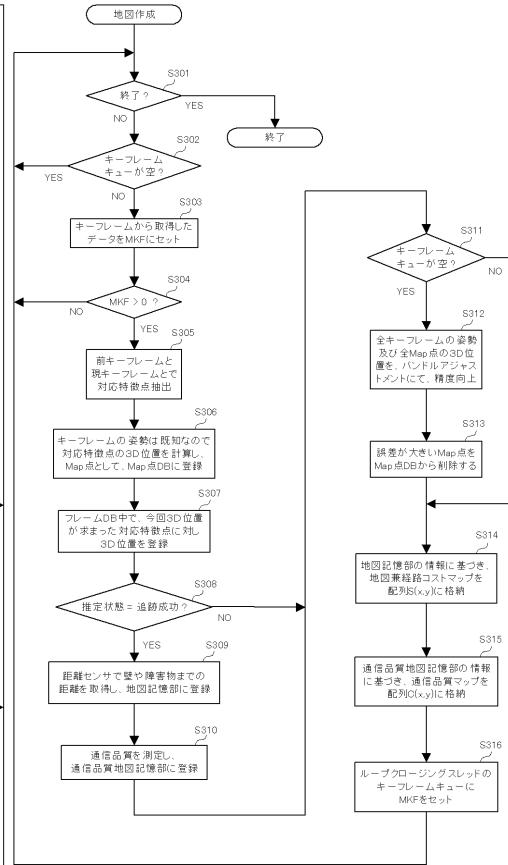 地図作成
S301
終了？
YES
NO
終了
S302
キーフレーム
キューが空？
YES
NO
S303
キーフレームから取得した
データをMKFにセット
S304
MKF > 0 ？
NO
YES
S305
前キーフレームと
現キーフレームとで
対応特徴点抽出
S306
キーフレームの姿勢は既知なので
対応特徴点の3D位置を計算し、
Map点として、Map点DBに登録
S307
フレームDB中で、今回3D位置
が求まった対応特徴点に対し
3D位置を登録
S308
推定状態 = 追跡成功？
NO
YES
S309
距離センサで壁や障害物までの
距離を取得し、地図記憶部に登録
S310
通信品質を測定し、
通信品質地図記憶部に登録
S311
キーフレーム
キューが空？
NO
YES
S312
全キーフレームの姿勢
及び全Map点の3D位
置を、バンドルアジャス
トメントにて、精度向上
S313
誤差が大きいMap点を
Map点DBから削除する
S314
地図記憶部の情報に基づき、
地図兼経路コストマップを
配列S(x,y)に格納
S315
通信品質地図記憶部の情報
に基づき、通信品質マップを
配列C(x,y)に格納
S316
ループクロージングスレッドの
キーフレームキューに
MKFをセット